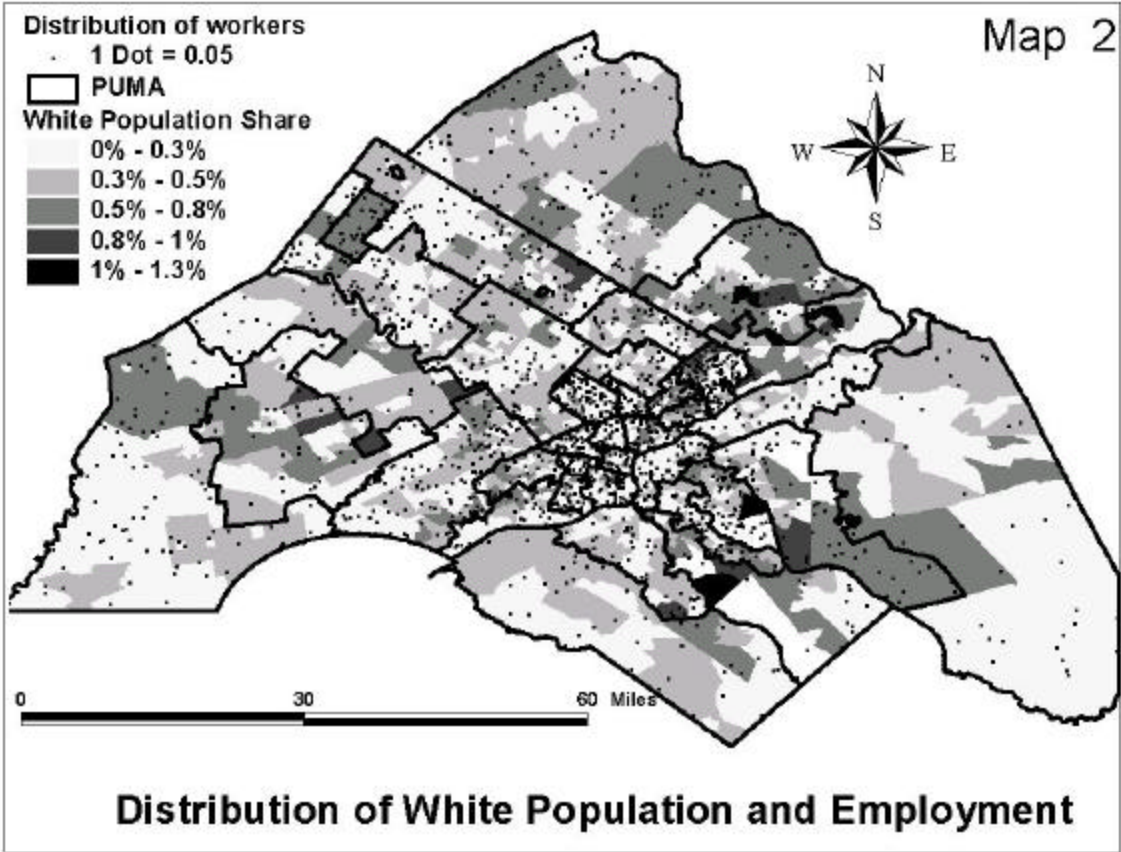 Distribution of workers
1 Dot = 0.05
PUMA
White Population Share
0% - 0.3%
0.3% - 0.5%
0.5% - 0.8%
0.8% - 1%
1% - 1.3%
Map 2
N
W E
S
0 30 60 Miles
Distribution of White Population and Employment